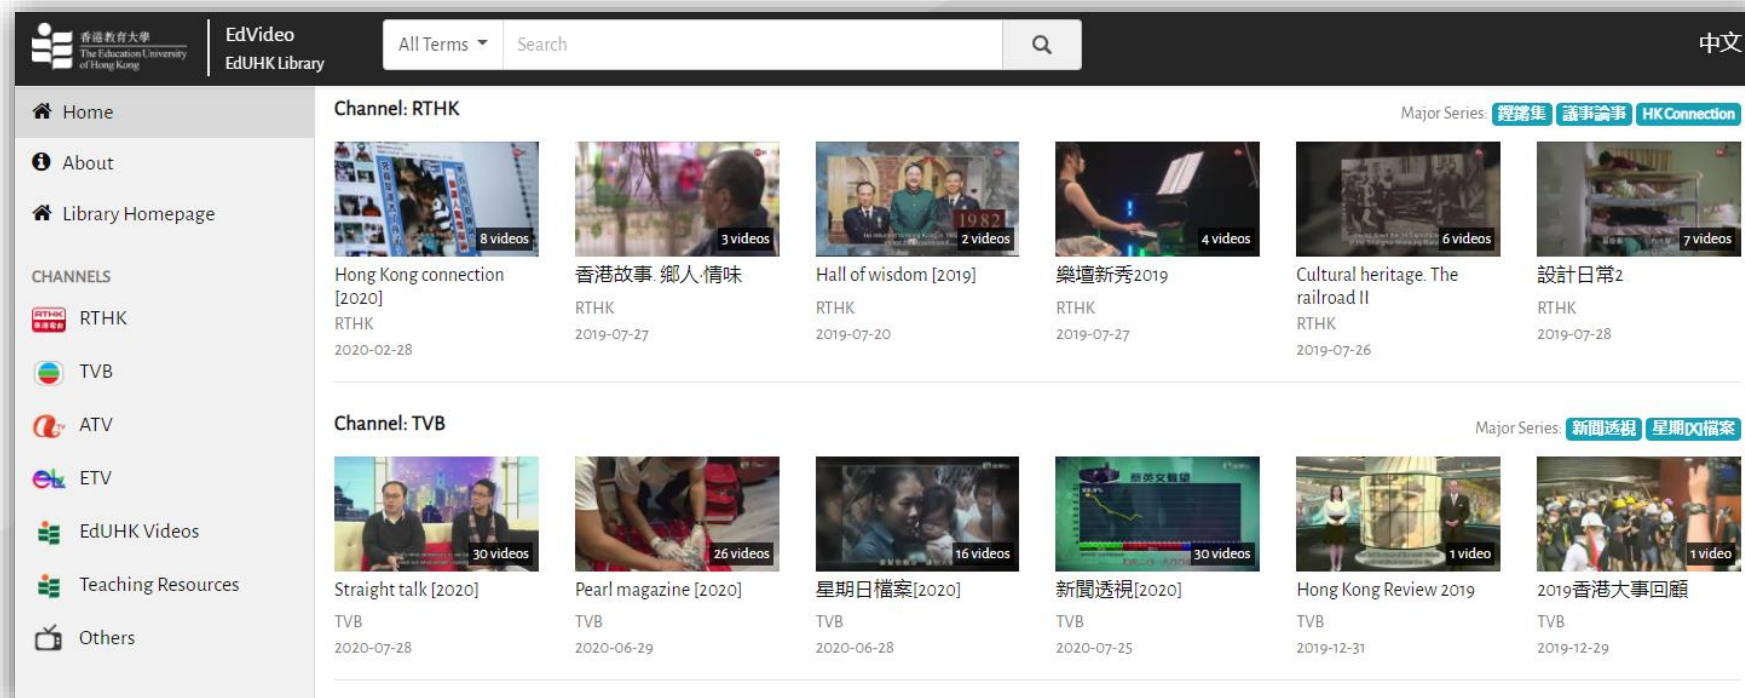 香港教育大學
The Education University
of Hong Kong
EdVideo
EdUHK Library
All Terms
Search
中文
Home
About
Library Homepage
CHANNELS
RTHK
TVB
ATV
ETV
EdUHK Videos
Teaching Resources
Others
Channel: RTHK
Major Series: 鏗鏘集 議事論事 HK Connection
8 videos
3 videos
1982
2 videos
4 videos
6 videos
7 videos
Hong Kong connection
[2020]
RTHK
2020-02-28
香港故事. 鄉人·情味
RTHK
2019-07-27
Hall of wisdom [2019]
RTHK
2019-07-20
樂壇新秀2019
RTHK
2019-07-27
Cultural heritage. The
railroad II
RTHK
2019-07-26
設計日常2
RTHK
2019-07-28
Channel: TVB
Major Series: 新聞透視 星期[X]檔案
30 videos
26 videos
16 videos
蔡英文聲望
30 videos
1 video
1 video
Straight talk [2020]
TVB
2020-07-28
Pearl magazine [2020]
TVB
2020-06-29
星期日檔案[2020]
TVB
2020-06-28
新聞透視[2020]
TVB
2020-07-25
Hong Kong Review 2019
TVB
2019-12-31
2019香港大事回顧
TVB
2019-12-29